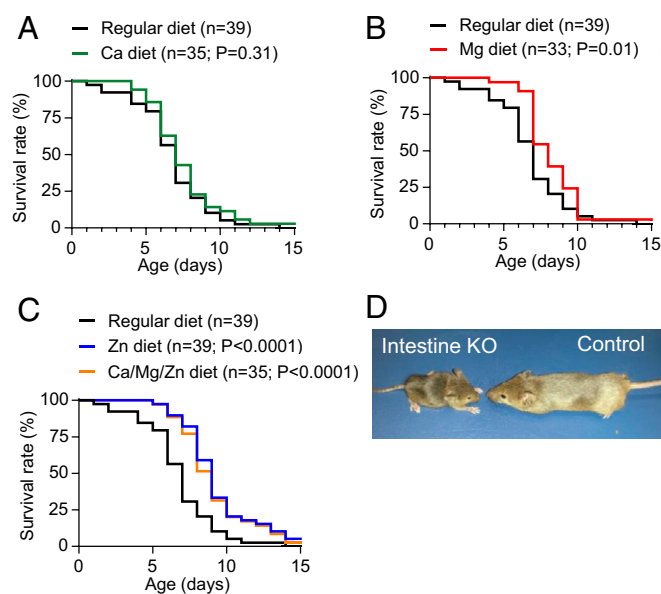 A
Regular diet (n=39)
Ca diet (n=35; P=0.31)
Survival rate (%)
100
75
50
25
0
0 5 10 15
Age (days)
B
Regular diet (n=39)
Mg diet (n=33; P=0.01)
Survival rate (%)
100
75
50
25
0
0 5 10 15
Age (days)
C
Regular diet (n=39)
Zn diet (n=39; P<0.0001)
Ca/Mg/Zn diet (n=35; P<0.0001)
Survival rate (%)
100
75
50
25
0
0 5 10 15
Age (days)
D
Intestine KO Control